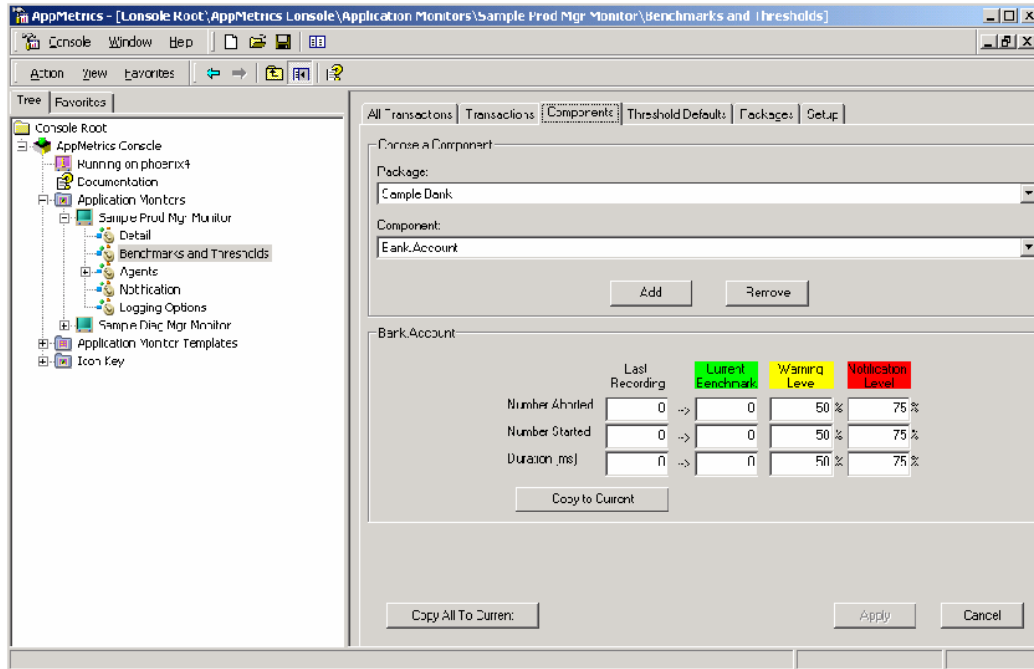 AppMetrics - [Console Root\AppMetrics Console\Application Monitors\Sample Prod Mgr Monitor\Benchmarks and Thresholds]
Console Window Help
Action View Favorites
Tree Favorites
Console Root
AppMetrics Console
Running on phoenix4
Documentation
Application Monitors
Sample Prod Mgr Monitor
Detail
Benchmarks and Thresholds
Agents
Notification
Logging Options
Sample Diag Mgr Monitor
Application Monitor Templates
Icon Key
All Transactions Transactions Components Threshold Defaults Packages Setup
Choose a Component
Package:
Sample Bank
Component:
Bank.Account
Add Remove
Bank.Account
Last Recording
Current Benchmark
Warning Level
Notification Level
Number Aborted 0 --> 0 50 % 75 %
Number Started 0 --> 0 50 % 75 %
Duration (ms) 0 --> 0 50 % 75 %
Copy to Current
Copy All To Current Apply Cancel